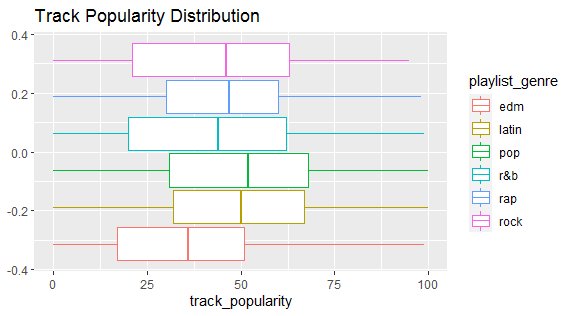 Track Popularity Distribution
0.4
0.2
0.0
-0.2
-0.4
0
25
50
75
100
track_popularity
playlist_genre
edm
latin
pop
r&b
rap
rock